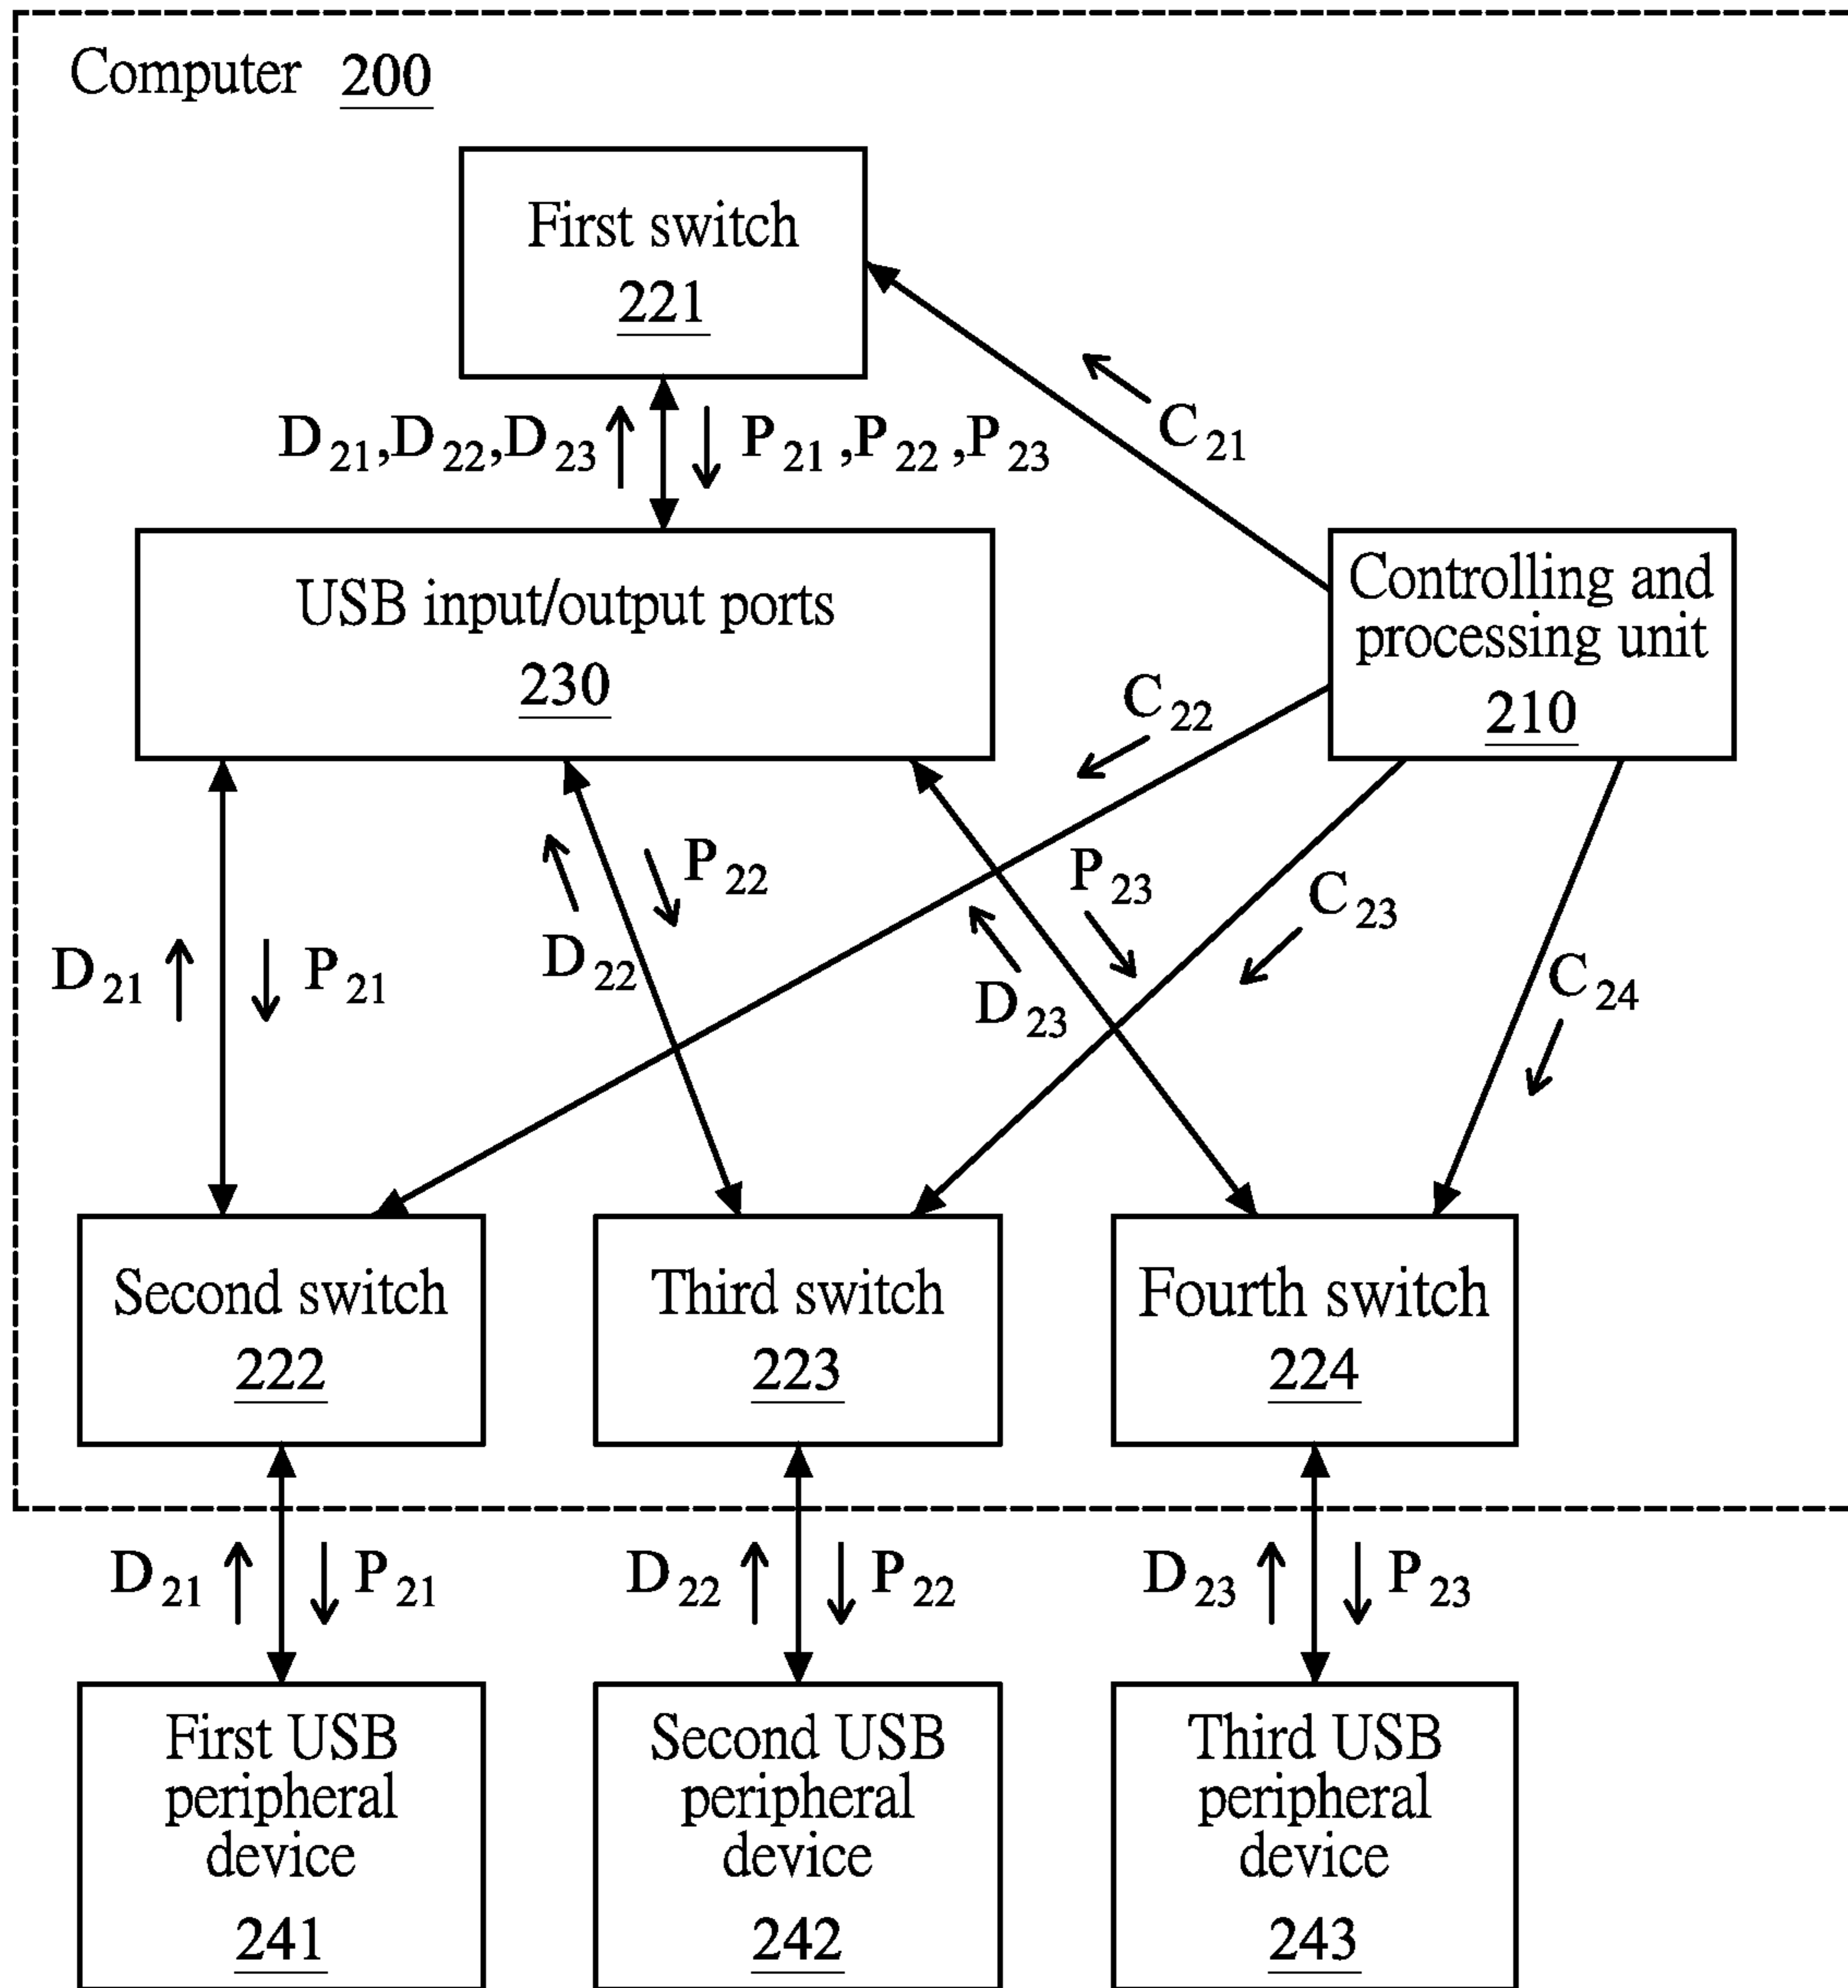 Computer 200
First switch
221
C21
D21,D22,D23 P21 ,P22 ,P23
USB input/output ports
230
Controlling and
processing unit
210
C22
P22
D22
P23
C23
D23
D21 P21
C24
Second switch
222
Third switch
223
Fourth switch
224
D21 P21
D22 P22
D23 P23
First USB
peripheral
device
241
Second USB
peripheral
device
242
Third USB
peripheral
device
243